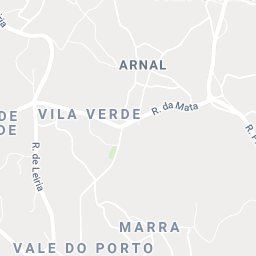 ARNAL
R. da Mata
VILA VERDE
DE
DE
R. de Leiria
MARRA
VALE DO PORTO